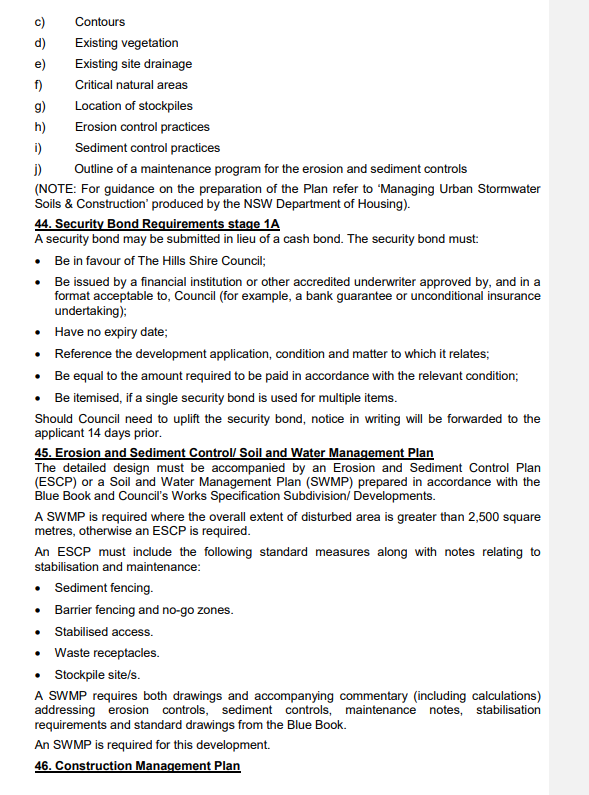 c) Contours
d) Existing vegetation
e) Existing site drainage
f) Critical natural areas
g) Location of stockpiles
h) Erosion control practices
i) Sediment control practices
j) Outline of a maintenance program for the erosion and sediment controls
(NOTE: For guidance on the preparation of the Plan refer to ‘Managing Urban Stormwater
Soils & Construction’ produced by the NSW Department of Housing).
44. Security Bond Requirements stage 1A
A security bond may be submitted in lieu of a cash bond. The security bond must:
• Be in favour of The Hills Shire Council;
• Be issued by a financial institution or other accredited underwriter approved by, and in a
format acceptable to, Council (for example, a bank guarantee or unconditional insurance
undertaking);
• Have no expiry date;
• Reference the development application, condition and matter to which it relates;
• Be equal to the amount required to be paid in accordance with the relevant condition;
• Be itemised, if a single security bond is used for multiple items.
Should Council need to uplift the security bond, notice in writing will be forwarded to the
applicant 14 days prior.
45. Erosion and Sediment Control/ Soil and Water Management Plan
The detailed design must be accompanied by an Erosion and Sediment Control Plan
(ESCP) or a Soil and Water Management Plan (SWMP) prepared in accordance with the
Blue Book and Council’s Works Specification Subdivision/ Developments.
A SWMP is required where the overall extent of disturbed area is greater than 2,500 square
metres, otherwise an ESCP is required.
An ESCP must include the following standard measures along with notes relating to
stabilisation and maintenance:
• Sediment fencing.
• Barrier fencing and no-go zones.
• Stabilised access.
• Waste receptacles.
• Stockpile site/s.
A SWMP requires both drawings and accompanying commentary (including calculations)
addressing erosion controls, sediment controls, maintenance notes, stabilisation
requirements and standard drawings from the Blue Book.
An SWMP is required for this development.
46. Construction Management Plan